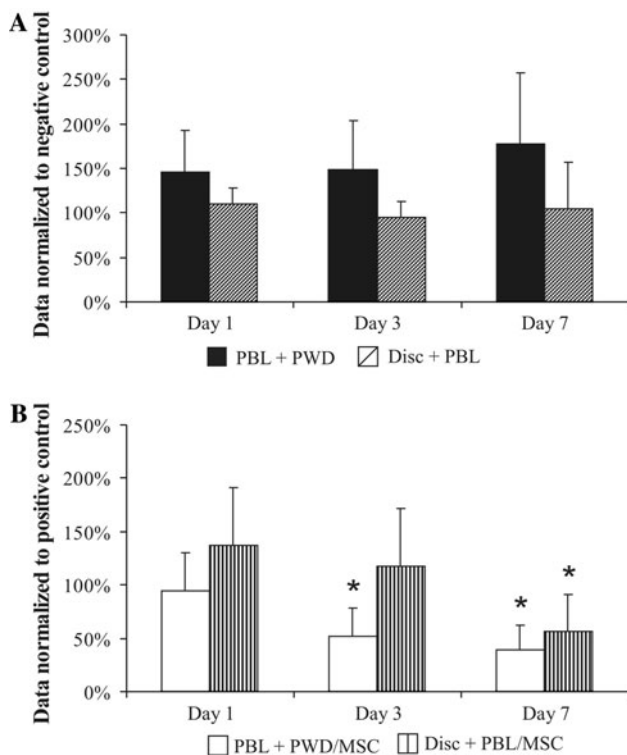 A
Data normalized to negative control
300%
250%
200%
150%
100%
50%
0%
Day 1 Day 3 Day 7
PBL + PWD Disc + PBL
B
Data normalized to positive control
250%
200%
150%
100%
50%
0%
* * *
Day 1 Day 3 Day 7
PBL + PWD/MSC Disc + PBL/MSC